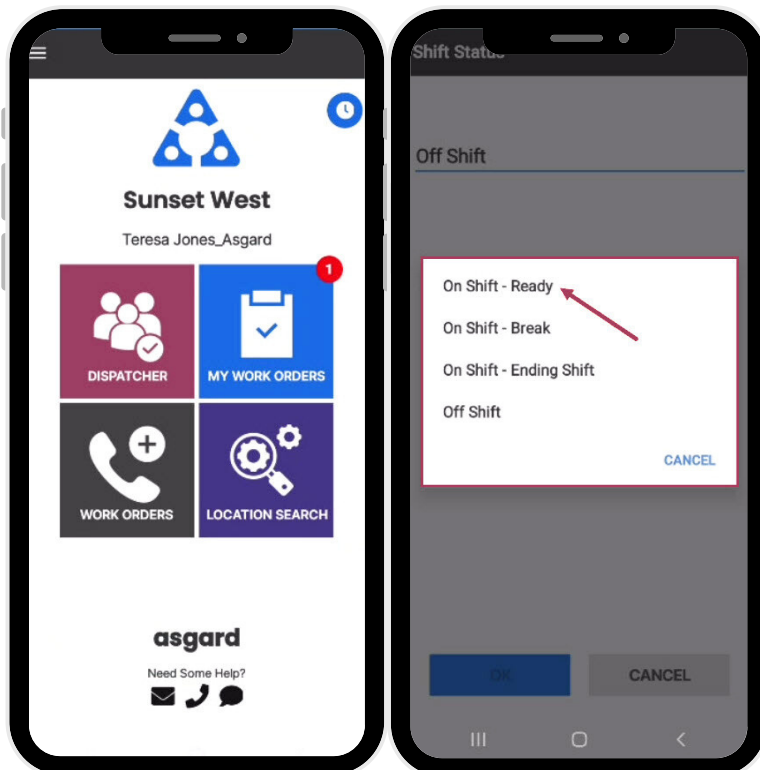 Sunset West
Teresa Jones_Asgard
1
DISPATCHER
MY WORK ORDERS
WORK ORDERS
LOCATION SEARCH
asgard
Need Some Help?
Shift Status
Off Shift
On Shift - Ready
On Shift - Break
On Shift - Ending Shift
Off Shift
CANCEL
OK
CANCEL